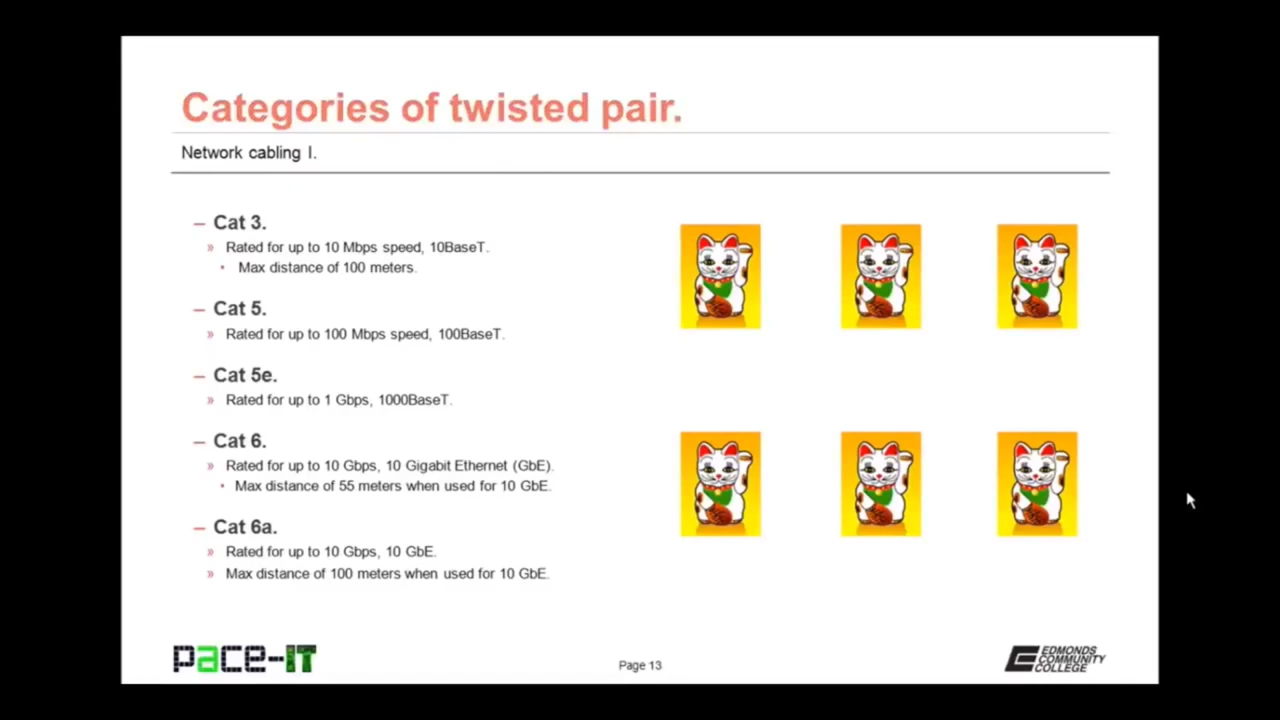 Categories of twisted pair.
Network cabling I.
– Cat 3.
» Rated for up to 10 Mbps speed, 10BaseT.
• Max distance of 100 meters.
– Cat 5.
» Rated for up to 100 Mbps speed, 100BaseT.
– Cat 5e.
» Rated for up to 1 Gbps, 1000BaseT.
– Cat 6.
» Rated for up to 10 Gbps, 10 Gigabit Ethernet (GbE).
• Max distance of 55 meters when used for 10 GbE.
– Cat 6a.
» Rated for up to 10 Gbps, 10 GbE.
» Max distance of 100 meters when used for 10 GbE.
pace-IT
Page 13
EDMONDS
COMMUNITY
COLLEGE